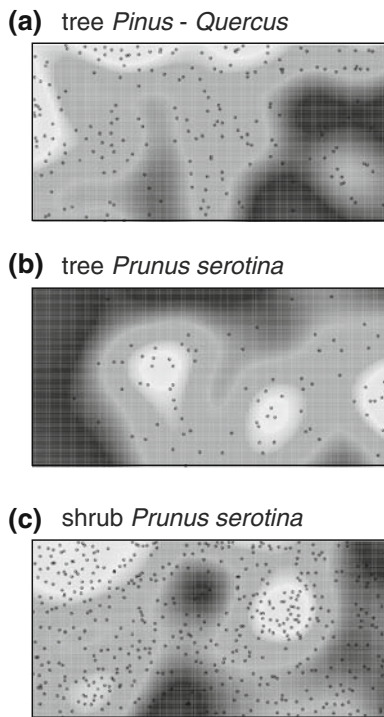 (a) tree Pinus - Quercus
(b) tree Prunus serotina
(c) shrub Prunus serotina